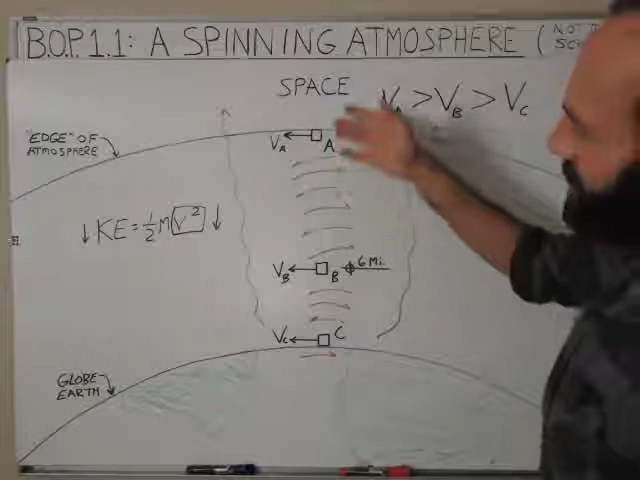 B.O.P. 1.1: A SPINNING ATMOSPHERE (NOT
SPACE
> VB > VC
"EDGE" OF
ATMOSPHERE
VA A
↓ KE = 1/2 M V² ↓
VB B 6 Mi.
VC C
GLOBE
EARTH